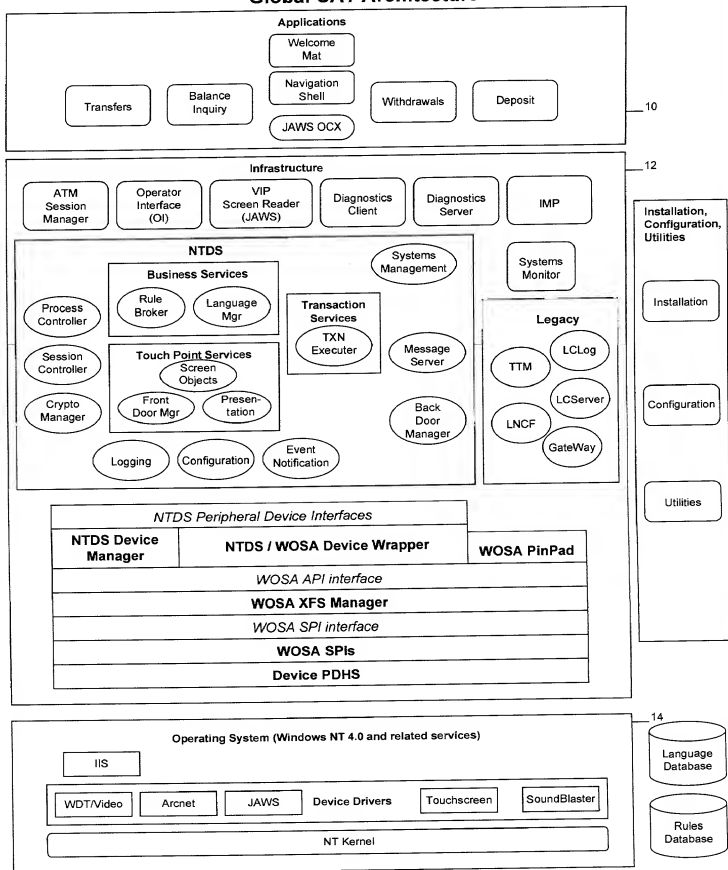 Applications
Welcome
Mat
Navigation
Shell
Transfers
Balance
Inquiry
Withdrawals
Deposit
JAWS OCX
10
12
Infrastructure
ATM
Session
Manager
Operator
Interface
(OI)
VIP
Screen Reader
(JAWS)
Diagnostics
Client
Diagnostics
Server
IMP
Installation,
Configuration,
Utilities
NTDS
Systems
Management
Systems
Monitor
Business Services
Rule
Broker
Language
Mgr
Process
Controller
Transaction
Services
TXN
Executer
Installation
Legacy
TTM
LCLog
LCServer
LNCF
GateWay
Session
Controller
Touch Point Services
Screen
Objects
Front
Door Mgr
Presen-
tation
Message
Server
Crypto
Manager
Back
Door
Manager
Configuration
Logging
Configuration
Event
Notification
Utilities
NTDS Peripheral Device Interfaces
NTDS Device
Manager
NTDS / WOSA Device Wrapper
WOSA PinPad
WOSA API interface
WOSA XFS Manager
WOSA SPI interface
WOSA SPIs
Device PDHS
14
Operating System (Windows NT 4.0 and related services)
IIS
WDT/Video
Arcnet
JAWS
Device Drivers
Touchscreen
SoundBlaster
NT Kernel
Language
Database
Rules
Database